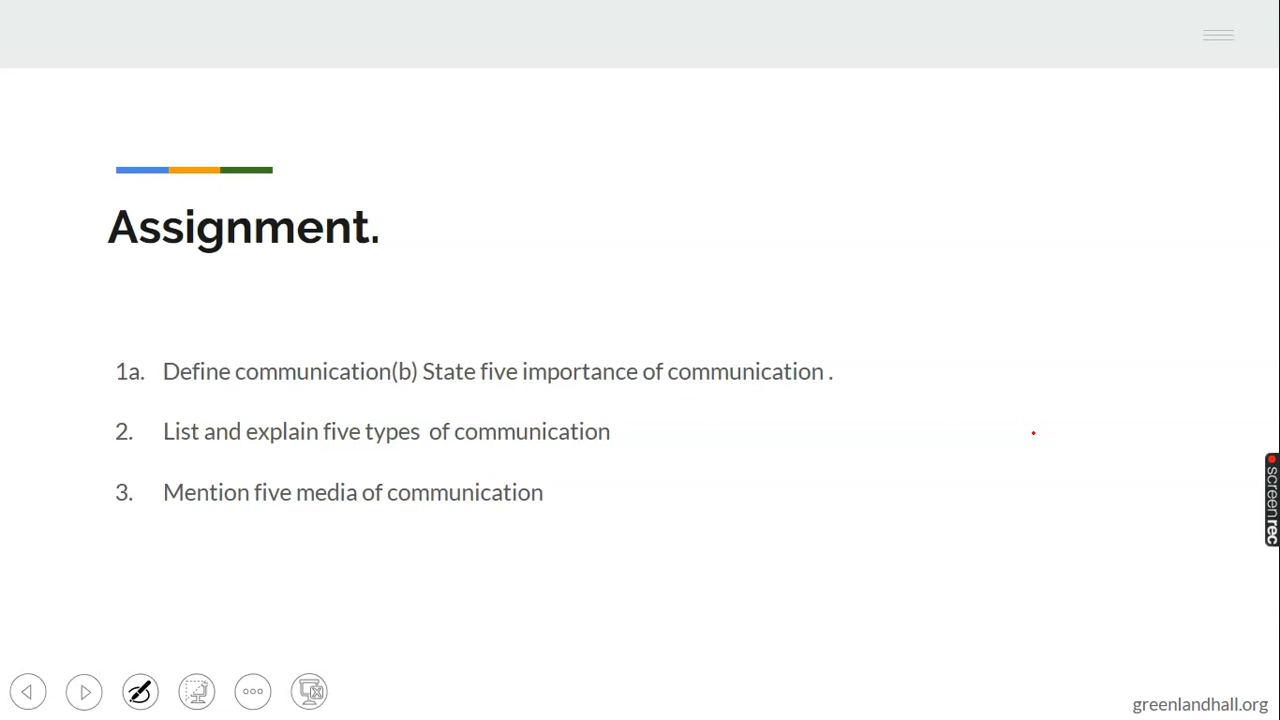 Assignment.
1a. Define communication(b) State five importance of communication .
2. List and explain five types of communication
3. Mention five media of communication
screenrec
greenlandhall.org